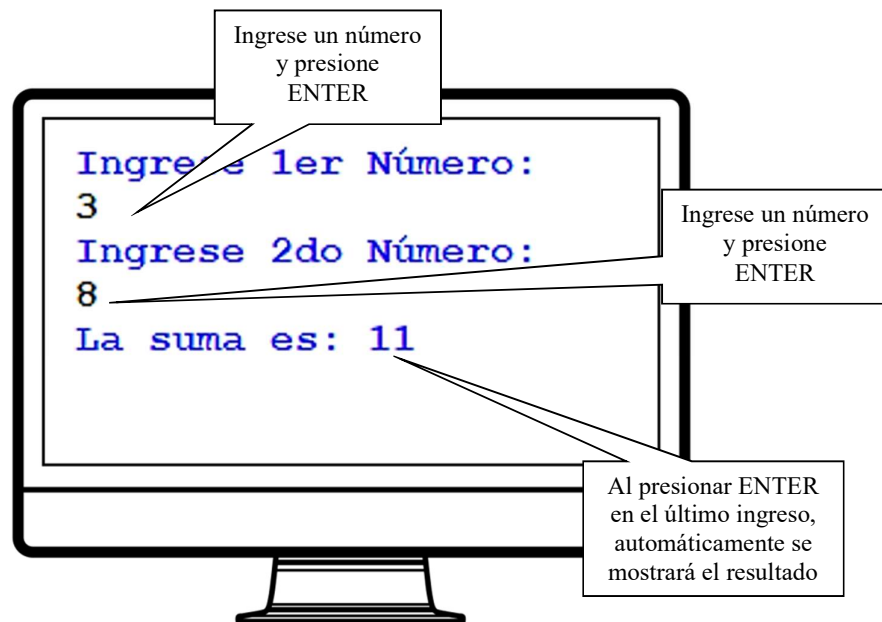 Ingrese un número
y presione
ENTER
Ingrese 1er Número:
3
Ingrese 2do Número:
8
La suma es: 11
Ingrese un número
y presione
ENTER
Al presionar ENTER
en el último ingreso,
automáticamente se
mostrará el resultado